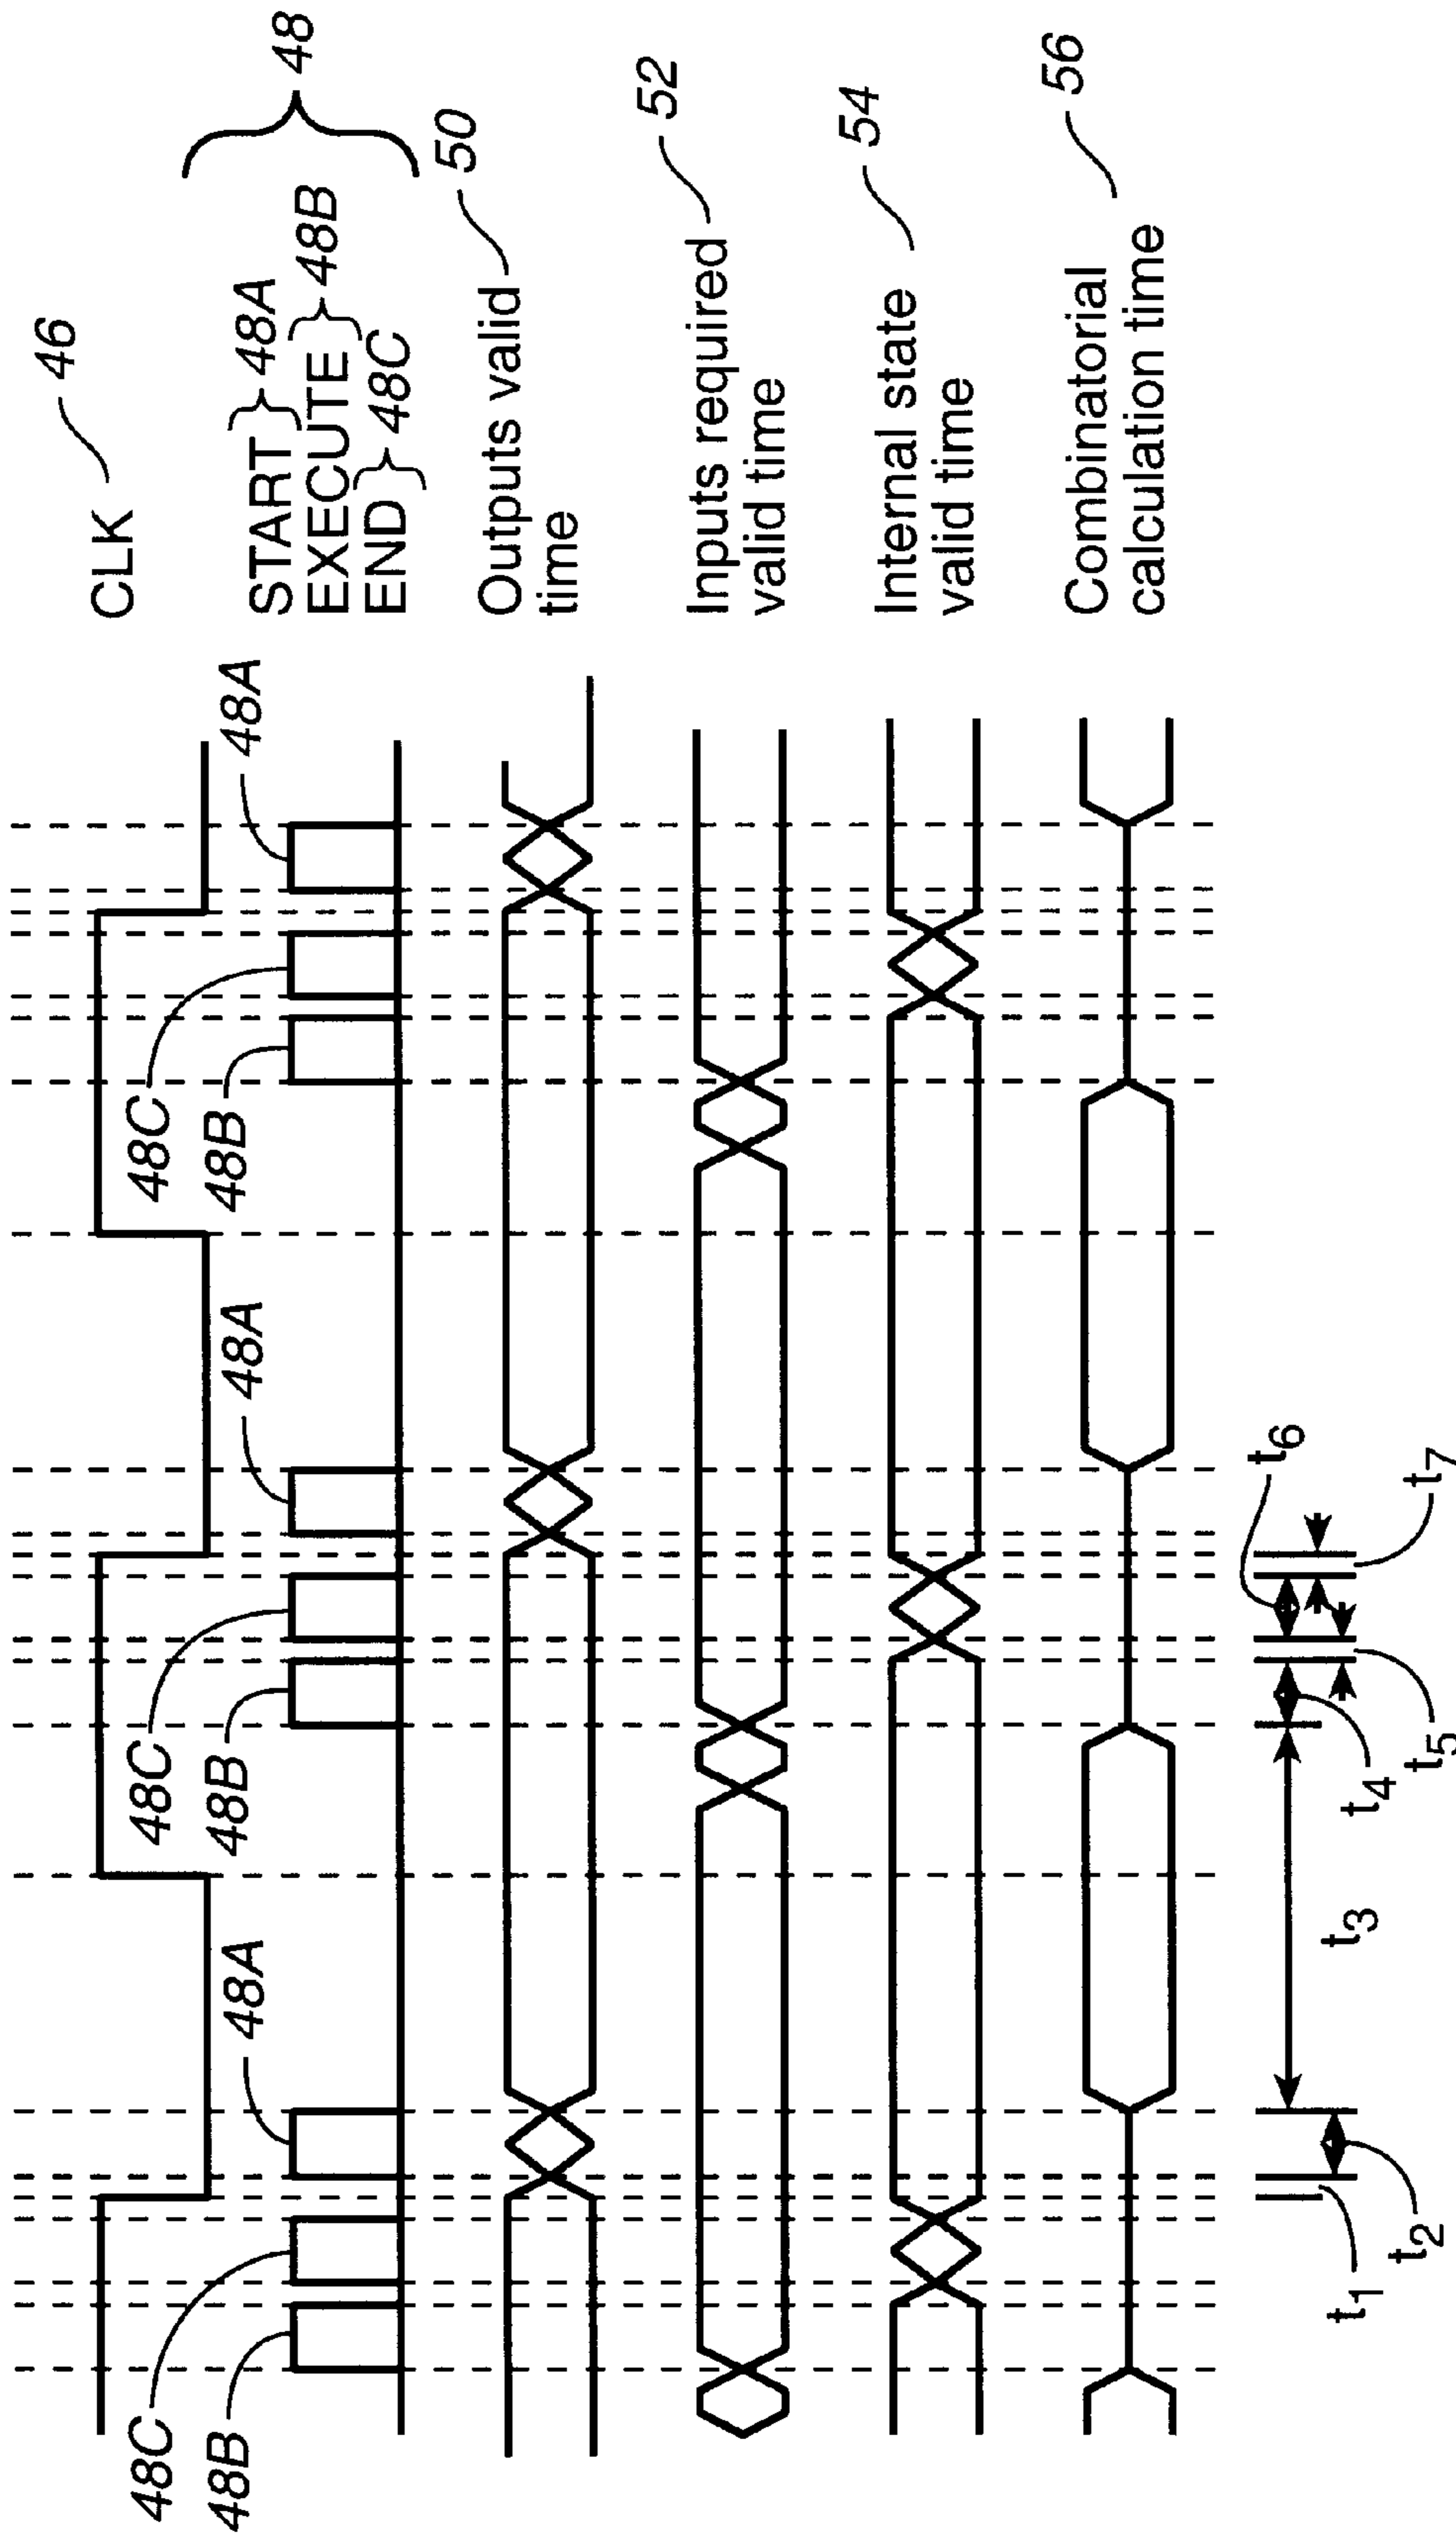 CLK 46
START 48A
EXECUTE 48B
END 48C
48
Outputs valid 50
time
Inputs required 52
valid time
Internal state 54
valid time
Combinatorial 56
calculation time
48C
48B
48A
48C
48B
48A
48C
48B
48A
t1
t2
t3
t4
t5
t6
t7